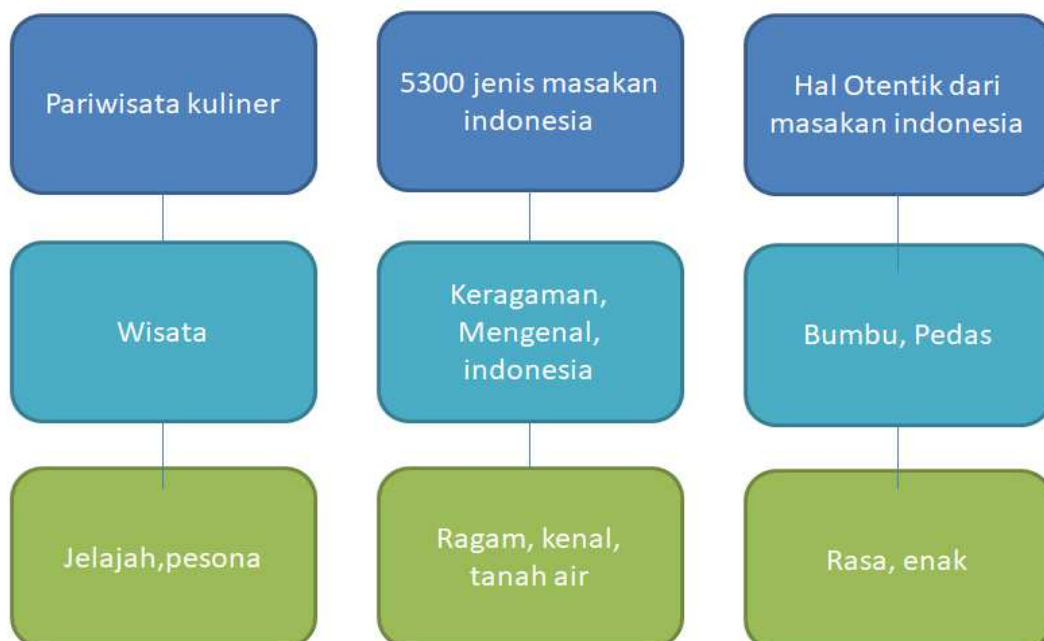 Pariwisata kuliner
5300 jenis masakan
indonesia
Hal Otentik dari
masakan indonesia
Wisata
Keragaman,
Mengenal,
indonesia
Bumbu, Pedas
Jelajah,pesona
Ragam, kenal,
tanah air
Rasa, enak